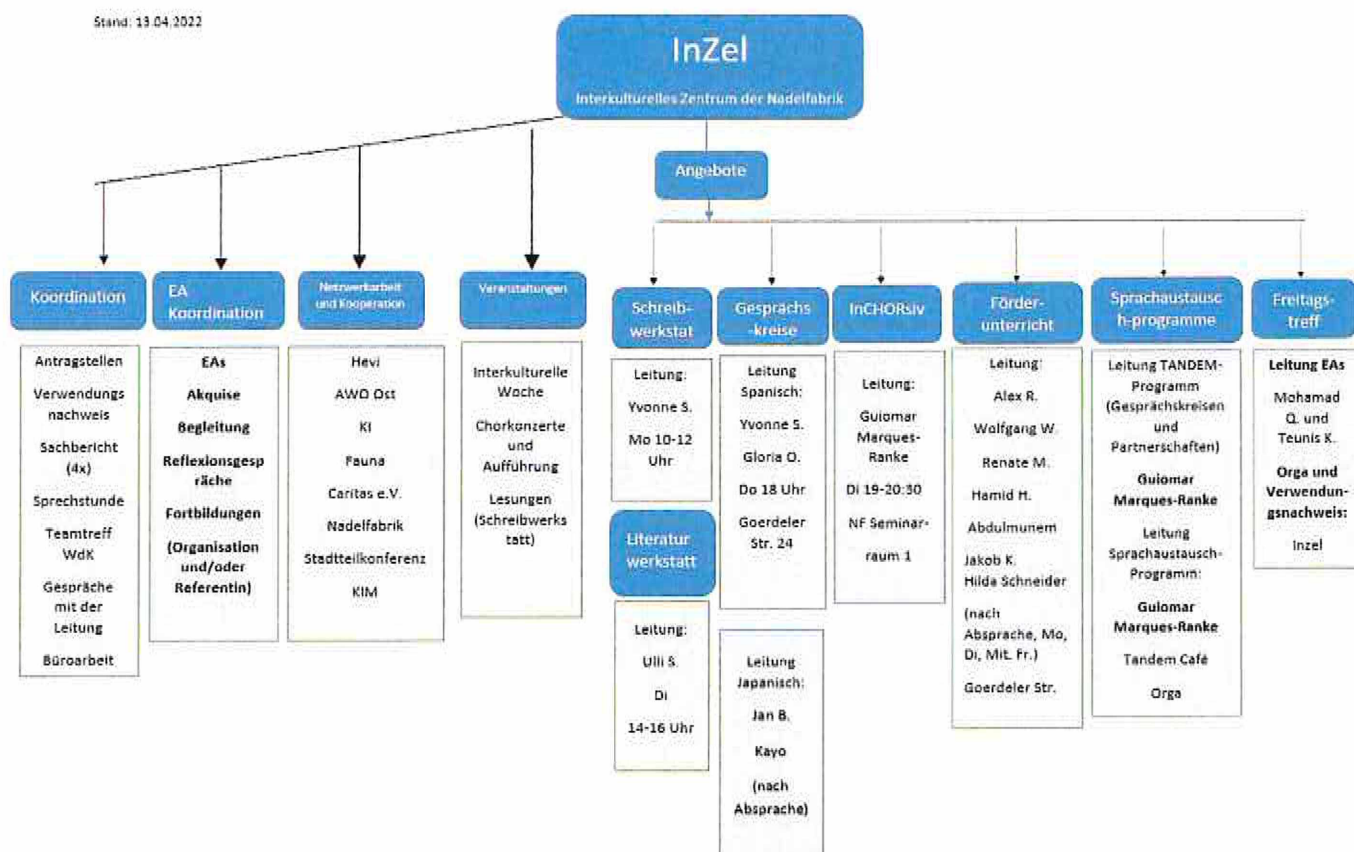 Stand: 13.04.2022
InZel
Interkulturelles Zentrum der Nadelfabrik
Angebote
Koordination
Antragstellen
Verwendungs
nachweis
Sachbericht
(4x)
Sprechstunde
Teamtreff
WdK
Gespräche
mit der
Leitung
Büroarbeit
EA
Koordination
EAs
Akquise
Begleitung
Reflexionsgesp
räche
Fortbildungen
(Organisation
und/oder
Referentin)
Netzwerkarbeit
und Kooperation
Hevi
AWO Ost
KI
Fauna
Caritas e.V.
Nadelfabrik
Stadtteilkonferenz
KIM
Veranstaltungen
Interkulturelle
Woche
Chorkonzerte
und
Aufführung
Lesungen
(Schreibwerks
tatt)
Schreib-
werkstat
Leitung:
Yvonne S.
Mo 10-12
Uhr
Literatur
werkstatt
Leitung:
Ulli S.
Di
14-16 Uhr
Gesprächs
-kreise
Leitung
Spanisch:
Yvonne S.
Gloria O.
Do 18 Uhr
Goerdeler
Str. 24
Leitung
Japanisch:
Jan B.
Kayo
(nach
Absprache)
InCHORsiv
Leitung:
Guiomar
Marques-
Ranke
Di 19-20:30
NF Seminar-
raum 1
Förder-
unterricht
Leitung:
Alex R.
Wolfgang W.
Renate M.
Hamid H.
Abdulmunem
Jakob K.
Hilda Schneider
(nach
Absprache, Mo,
Di, Mit. Fr.)
Goerdeler Str.
Sprachaustausc
h-programme
Leitung TANDEM-
Programm
(Gesprächskreisen
und
Partnerschaften)
Guiomar
Marques-Ranke
Leitung
Sprachaustausch-
Programm:
Guiomar
Marques-Ranke
Tandem Café
Orga
Freitags-
treff
Leitung EAs
Mohamad
Q. und
Teunis K.
Orga und
Verwendun-
gsnachweis:
Inzel